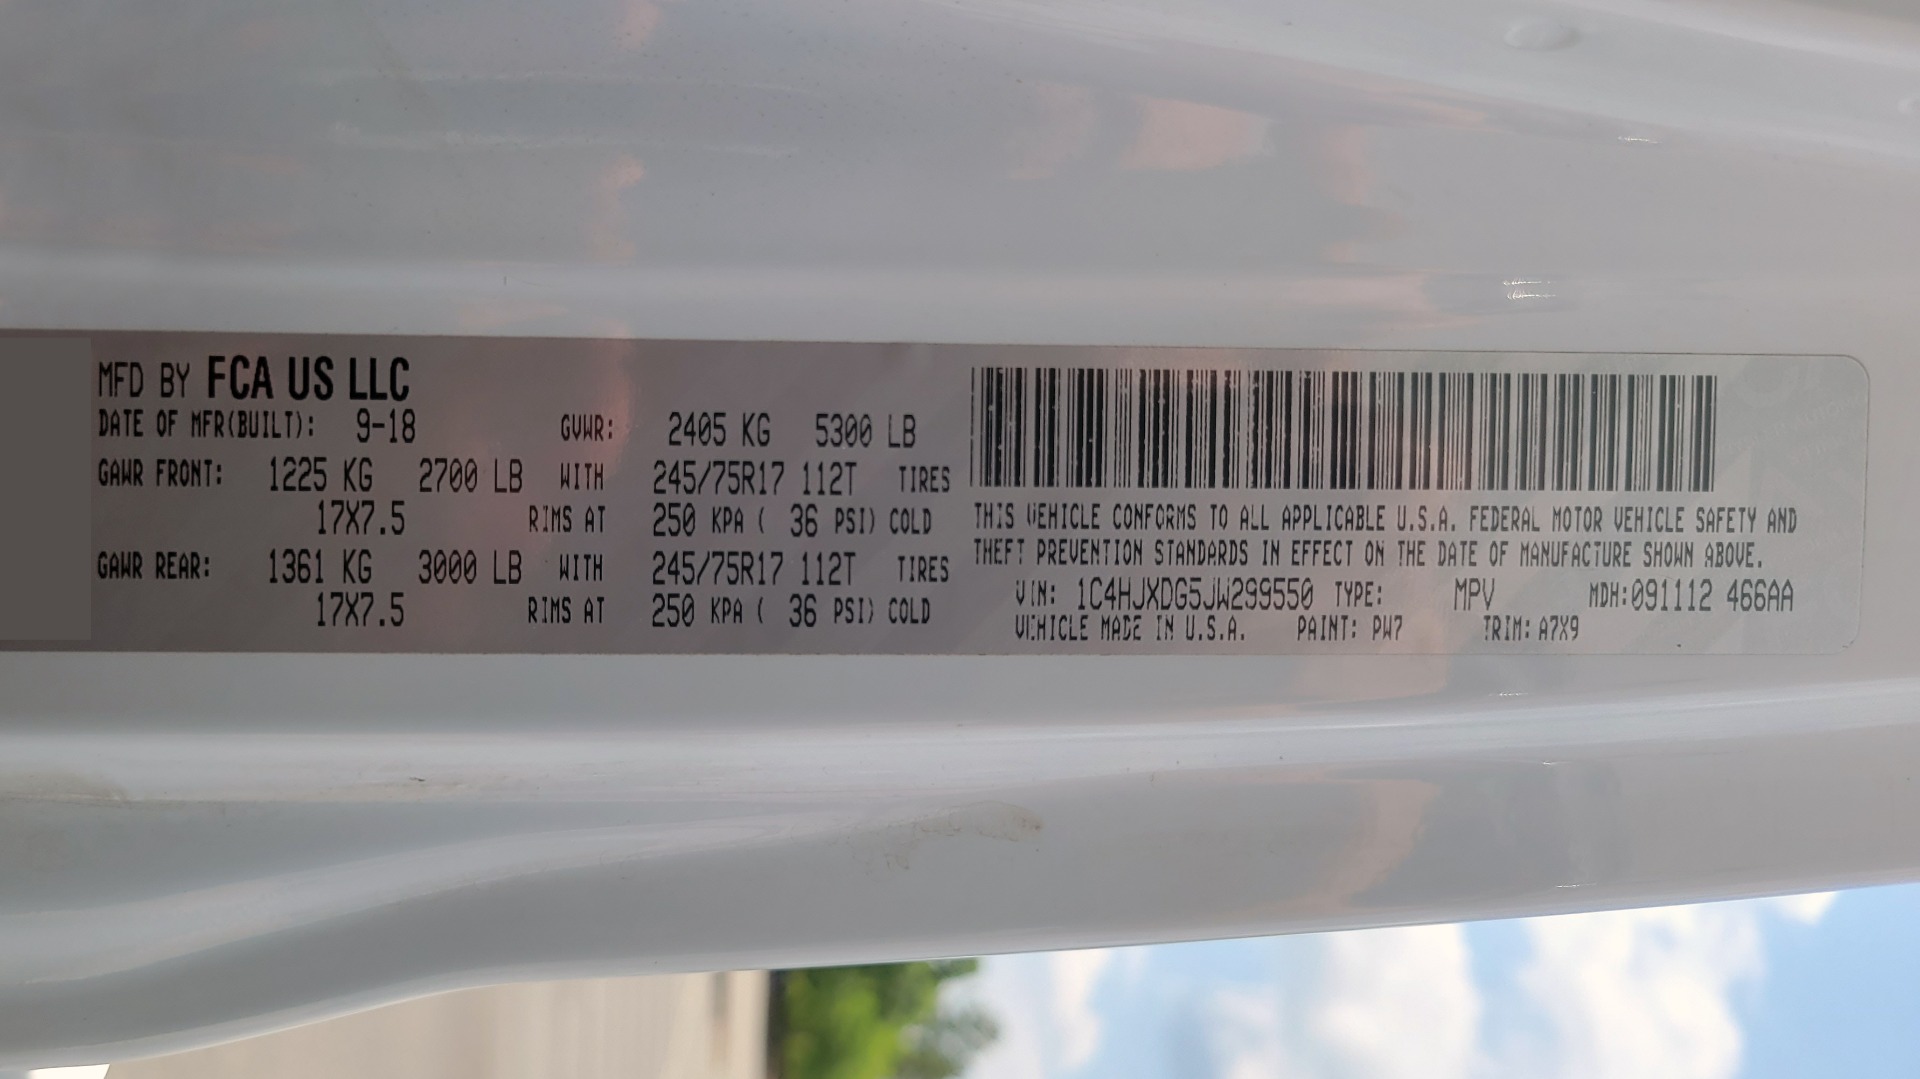 MFD BY FCA US LLC
DATE OF MFR(BUILT): 9-18 GVWR: 2405 KG 5300 LB
GAWR FRONT: 1225 KG 2700 LB WITH 245/75R17 112T TIRES
17X7.5 RIMS AT 250 KPA ( 36 PSI) COLD
GAWR REAR: 1361 KG 3000 LB WITH 245/75R17 112T TIRES
17X7.5 RIMS AT 250 KPA ( 36 PSI) COLD
THIS VEHICLE CONFORMS TO ALL APPLICABLE U.S.A. FEDERAL MOTOR VEHICLE SAFETY AND
THEFT PREVENTION STANDARDS IN EFFECT ON THE DATE OF MANUFACTURE SHOWN ABOVE.
VIN: 1C4HJXDG5JW299550 TYPE: MPV MDH:091112 466AA
VEHICLE MADE IN U.S.A. PAINT: PW7 TRIM: A7X9